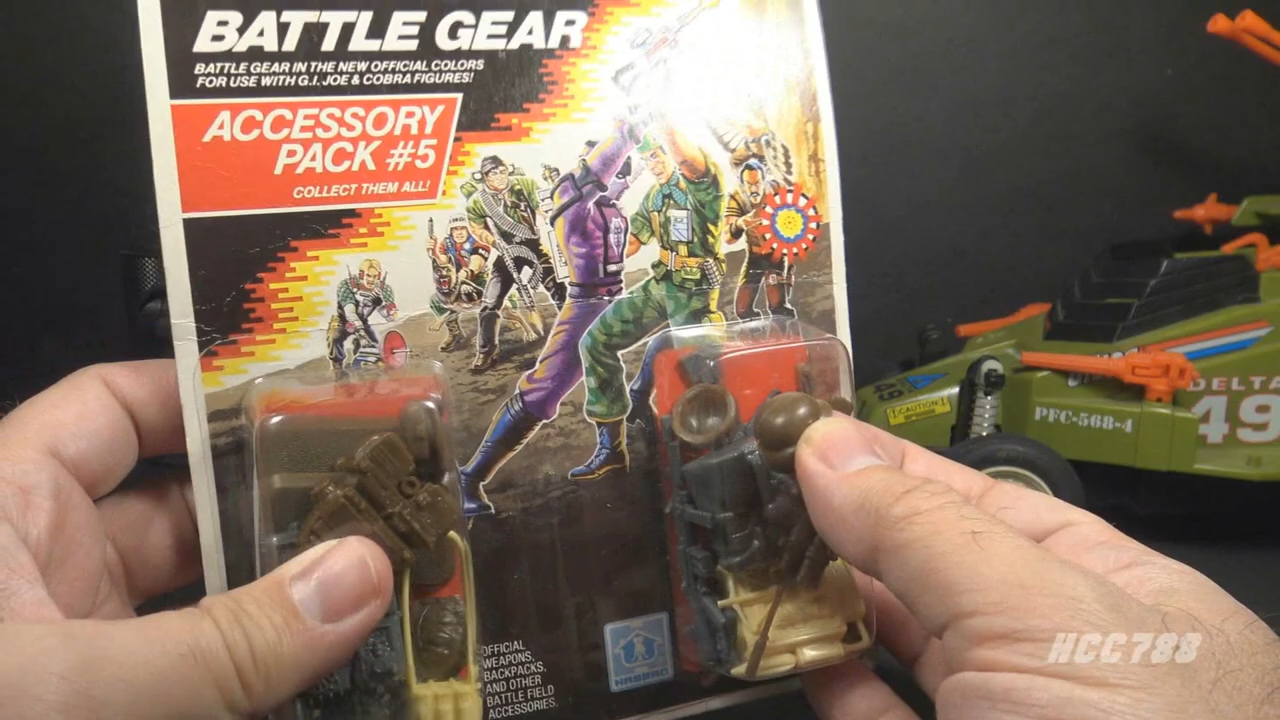 BATTLE GEAR
BATTLE GEAR IN THE NEW OFFICIAL COLORS
FOR USE WITH G.I. JOE & COBRA FIGURES!
ACCESSORY
PACK #5
COLLECT THEM ALL!
49
CAUTION
PFC-568-4
DELTA
49
OFFICIAL
WEAPONS,
BACKPACKS,
AND OTHER
BATTLE FIELD
ACCESSORIES.
HASBRO
HCC788